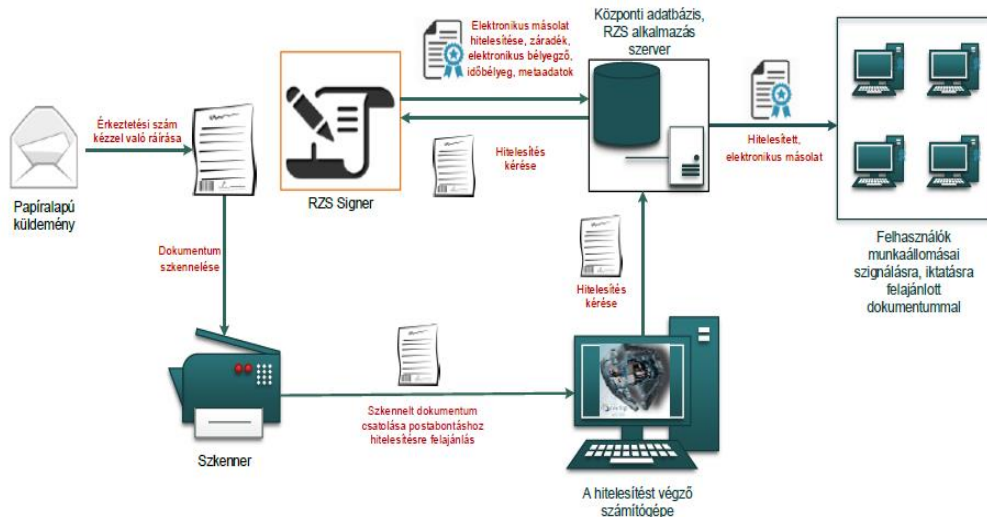 Elektronikus másolat
hitelesítése, záradék,
elektronikus bélyegző,
időbélyeg, metaadatok
Központi adatbázis,
RZS alkalmazás
szerver
Érkeztetési szám
kézzel való ráírása
Hitelesítés
kérése
Hitelesített,
elektronikus másolat
Papíralapú
küldemény
RZS Signer
Felhasználók
munkaállomásai
szignálásra, iktatásra
felajánlott
dokumentummal
Dokumentum
szkennelése
Hitelesítés
kérése
Szkennelt dokumentum
csatolása postabontáshoz
hitelesítésre felajánlás
Szkenner
A hitelesítést végző
számítógépe